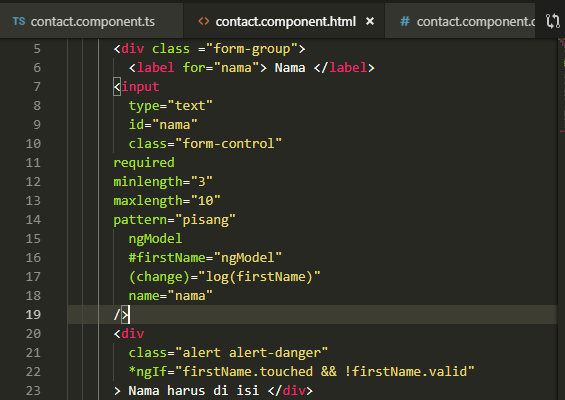 TS contact.component.ts <> contact.component.html × # contact.component.c
5 <div class ="form-group">
6 <label for="nama"> Nama </label>
7 <input
8 type="text"
9 id="nama"
10 class="form-control"
11 required
12 minlength="3"
13 maxlength="10"
14 pattern="pisang"
15 ngModel
16 #firstName="ngModel"
17 (change)="log(firstName)"
18 name="nama"
19 />
20 <div
21 class="alert alert-danger"
22 *ngIf="firstName.touched && !firstName.valid"
23 > Nama harus di isi </div>